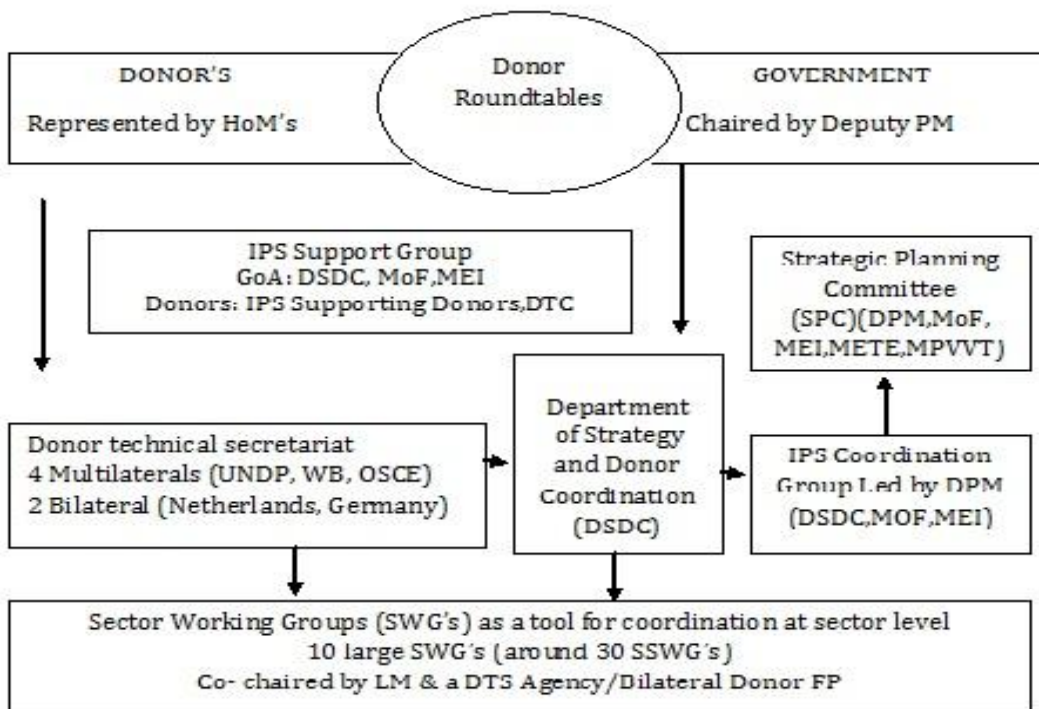 DONOR'S
Represented by HoM's
Donor
Roundtables
GOVERNMENT
Chaired by Deputy PM
IPS Support Group
GoA: DSDC, MoF,MEI
Donors: IPS Supporting Donors,DTC
Strategic Planning
Committee
(SPC)(DPM,MoF,
MEI,METE,MPVVT)
Donor technical secretariat
4 Multilaterals (UNDP, WB, OSCE)
2 Bilateral (Netherlands, Germany)
Department
of Strategy
and Donor
Coordination
(DSDC)
IPS Coordination
Group Led by DPM
(DSDC,MOF,MEI)
Sector Working Groups (SWG's) as a tool for coordination at sector level
10 large SWG's (around 30 SSWG's)
Co- chaired by LM & a DTS Agency/Bilateral Donor FP